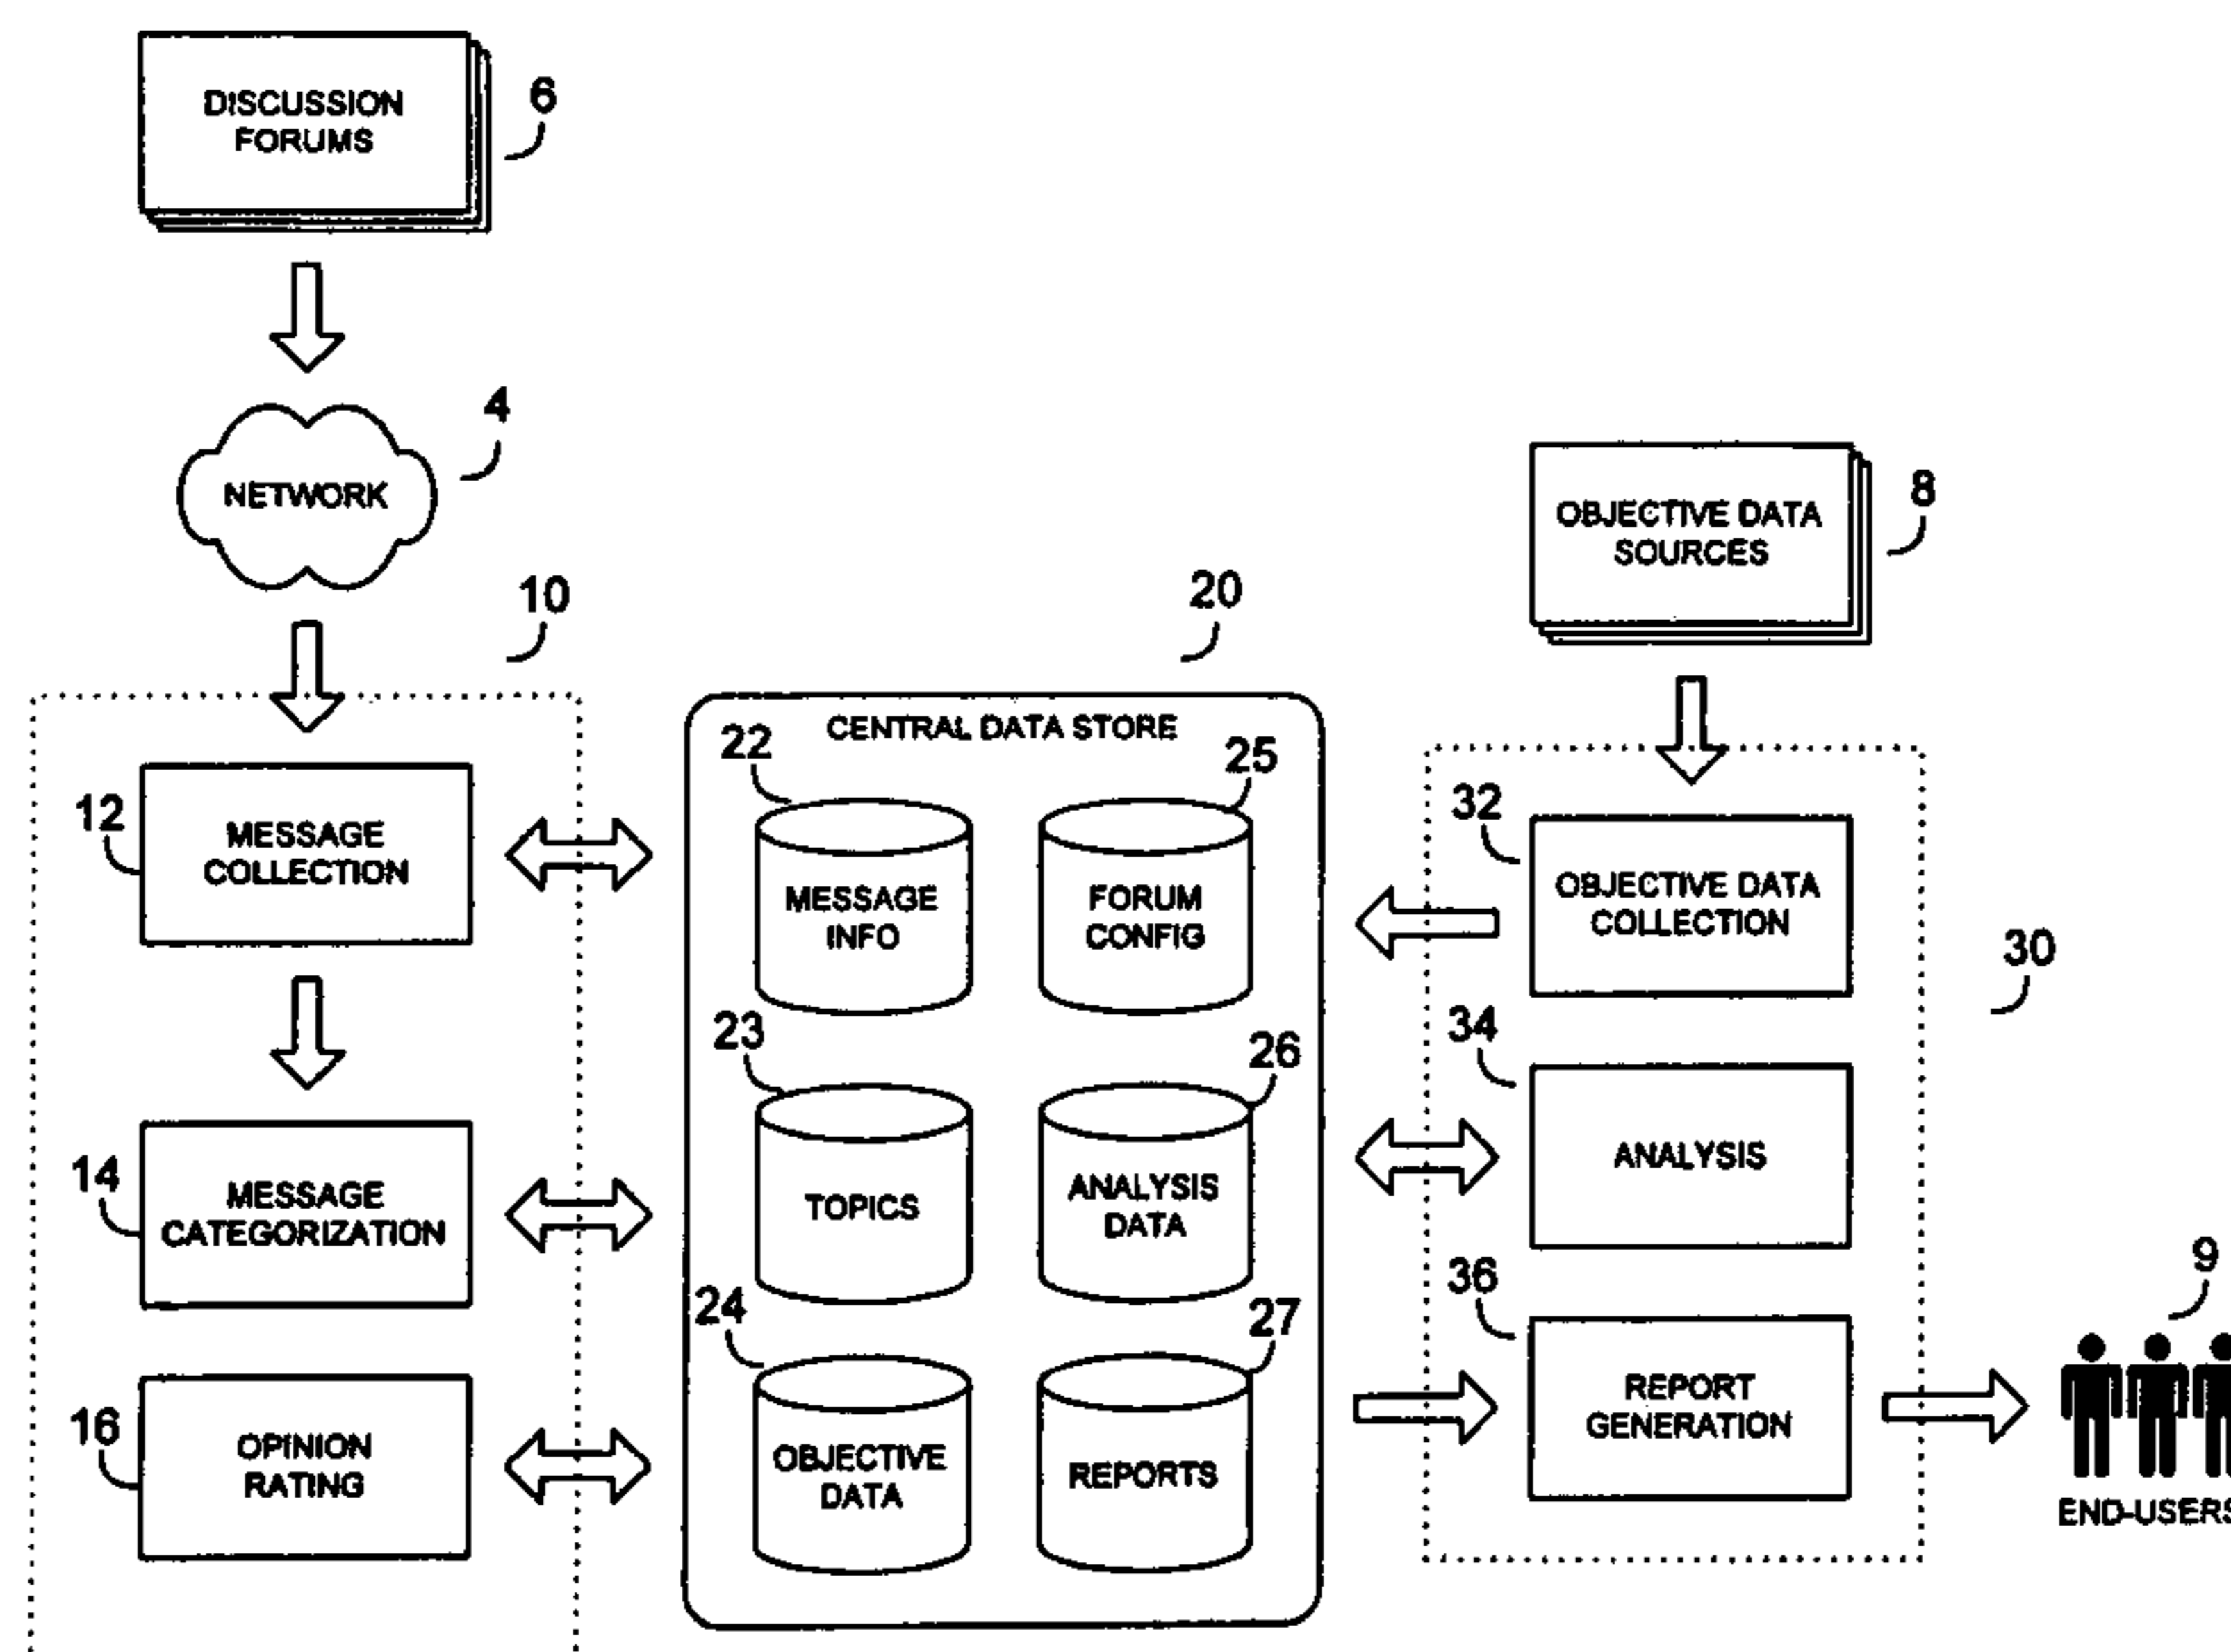 DISCUSSION
FORUMS
6
NETWORK
4
10
20
OBJECTIVE DATA
SOURCES
8
12
MESSAGE
COLLECTION
14
MESSAGE
CATEGORIZATION
16
OPINION
RATING
CENTRAL DATA STORE
22
MESSAGE
INFO
25
FORUM
CONFIG
23
TOPICS
26
ANALYSIS
DATA
24
OBJECTIVE
DATA
27
REPORTS
32
OBJECTIVE DATA
COLLECTION
30
34
ANALYSIS
36
REPORT
GENERATION
9
END-USERS